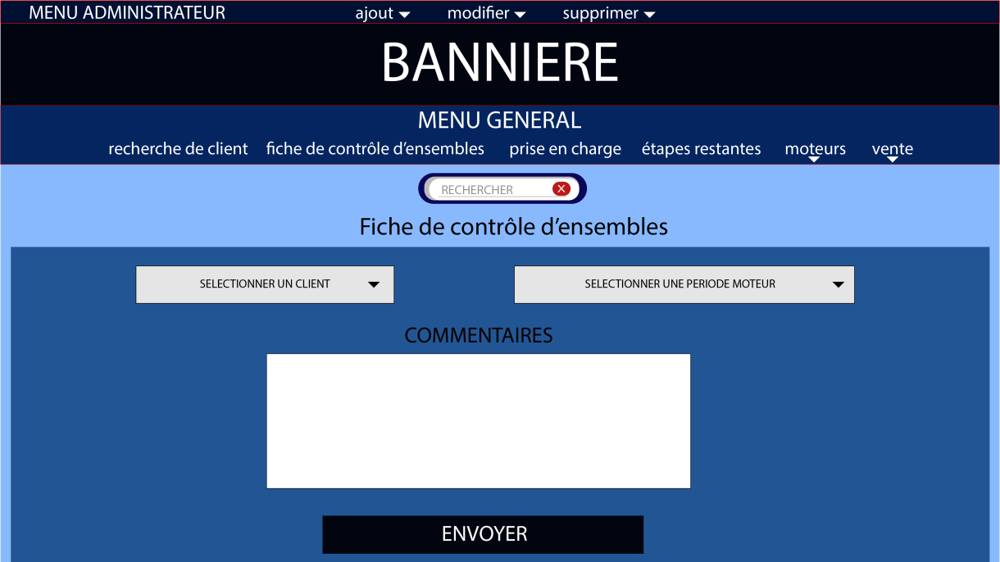 MENU ADMINISTRATEUR ajout modifier supprimer
BANNIERE
MENU GENERAL
recherche de client fiche de contrôle d’ensembles prise en charge étapes restantes moteurs vente
RECHERCHER X
Fiche de contrôle d’ensembles
SELECTIONNER UN CLIENT SELECTIONNER UNE PERIODE MOTEUR
COMMENTAIRES
ENVOYER